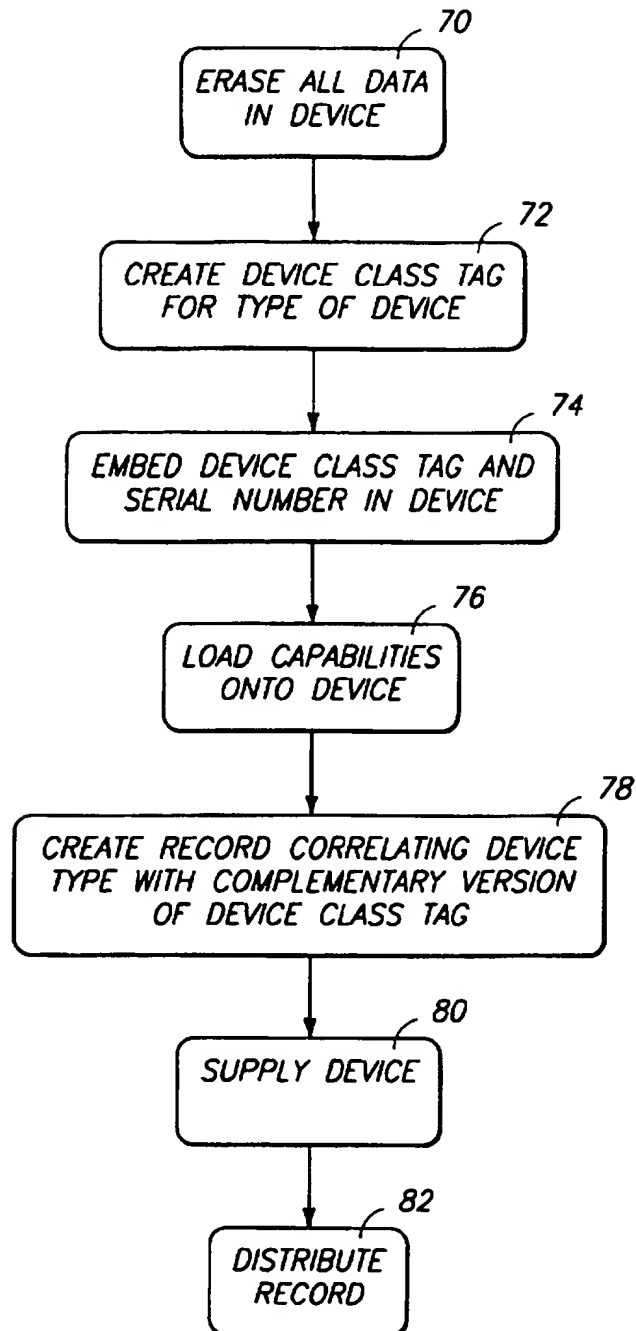 70
ERASE ALL DATA
IN DEVICE
72
CREATE DEVICE CLASS TAG
FOR TYPE OF DEVICE
74
EMBED DEVICE CLASS TAG AND
SERIAL NUMBER IN DEVICE
76
LOAD CAPABILITIES
ONTO DEVICE
78
CREATE RECORD CORRELATING DEVICE
TYPE WITH COMPLEMENTARY VERSION
OF DEVICE CLASS TAG
80
SUPPLY DEVICE
82
DISTRIBUTE
RECORD